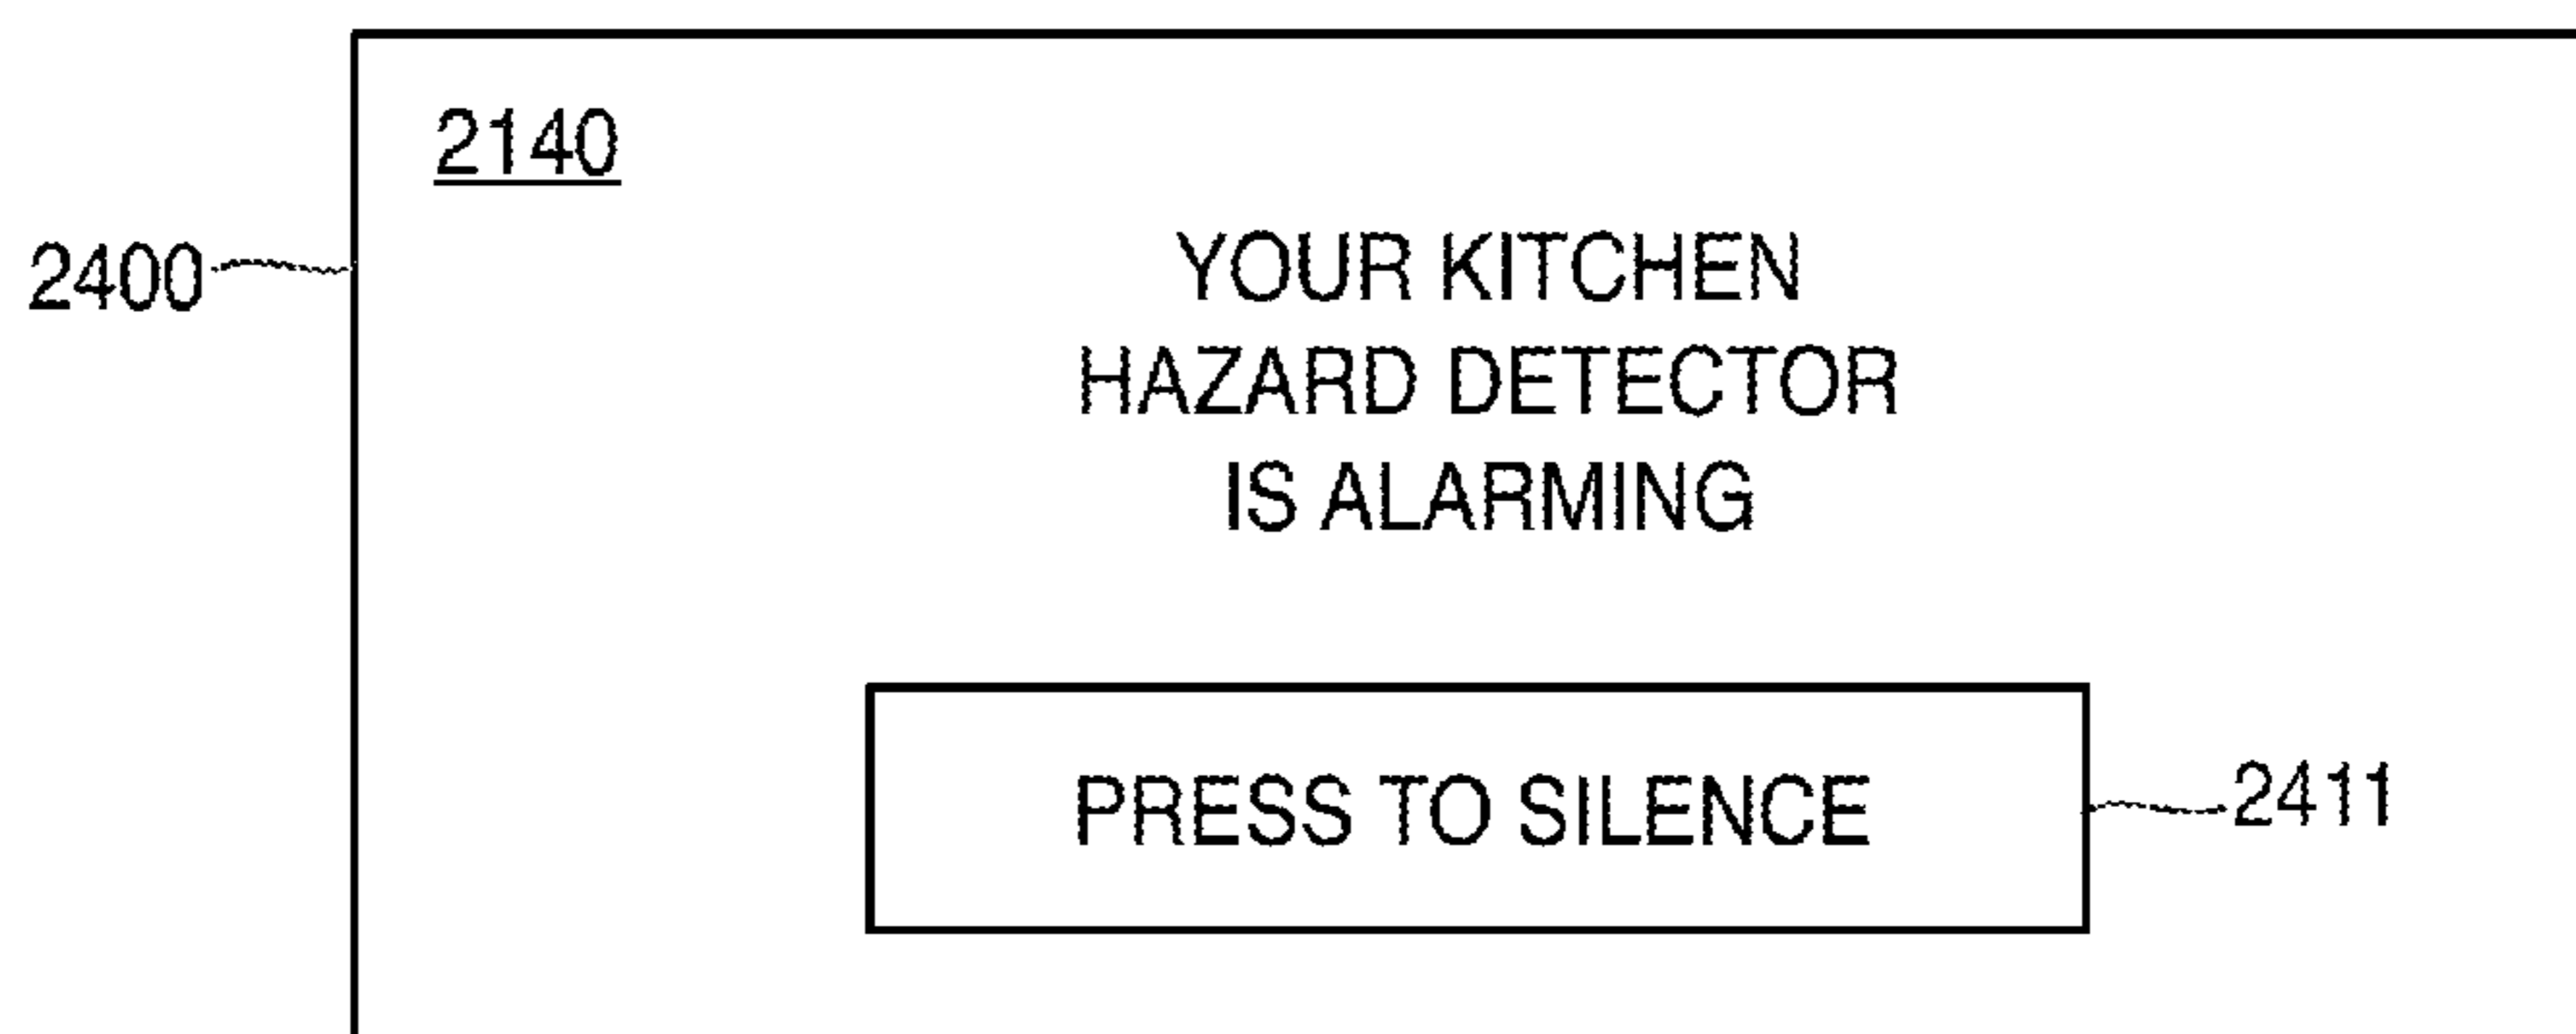 2140
2400
YOUR KITCHEN
HAZARD DETECTOR
IS ALARMING
PRESS TO SILENCE
2411